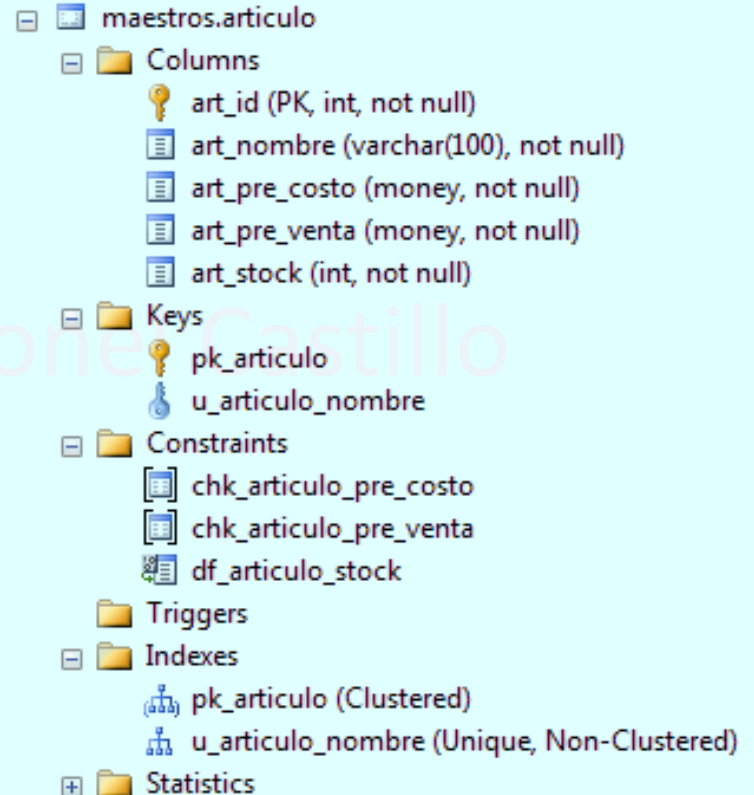 maestros.articulo
Columns
art_id (PK, int, not null)
art_nombre (varchar(100), not null)
art_pre_costo (money, not null)
art_pre_venta (money, not null)
art_stock (int, not null)
Keys
pk_articulo
u_articulo_nombre
Constraints
chk_articulo_pre_costo
chk_articulo_pre_venta
df_articulo_stock
Triggers
Indexes
pk_articulo (Clustered)
u_articulo_nombre (Unique, Non-Clustered)
Statistics
Castillo